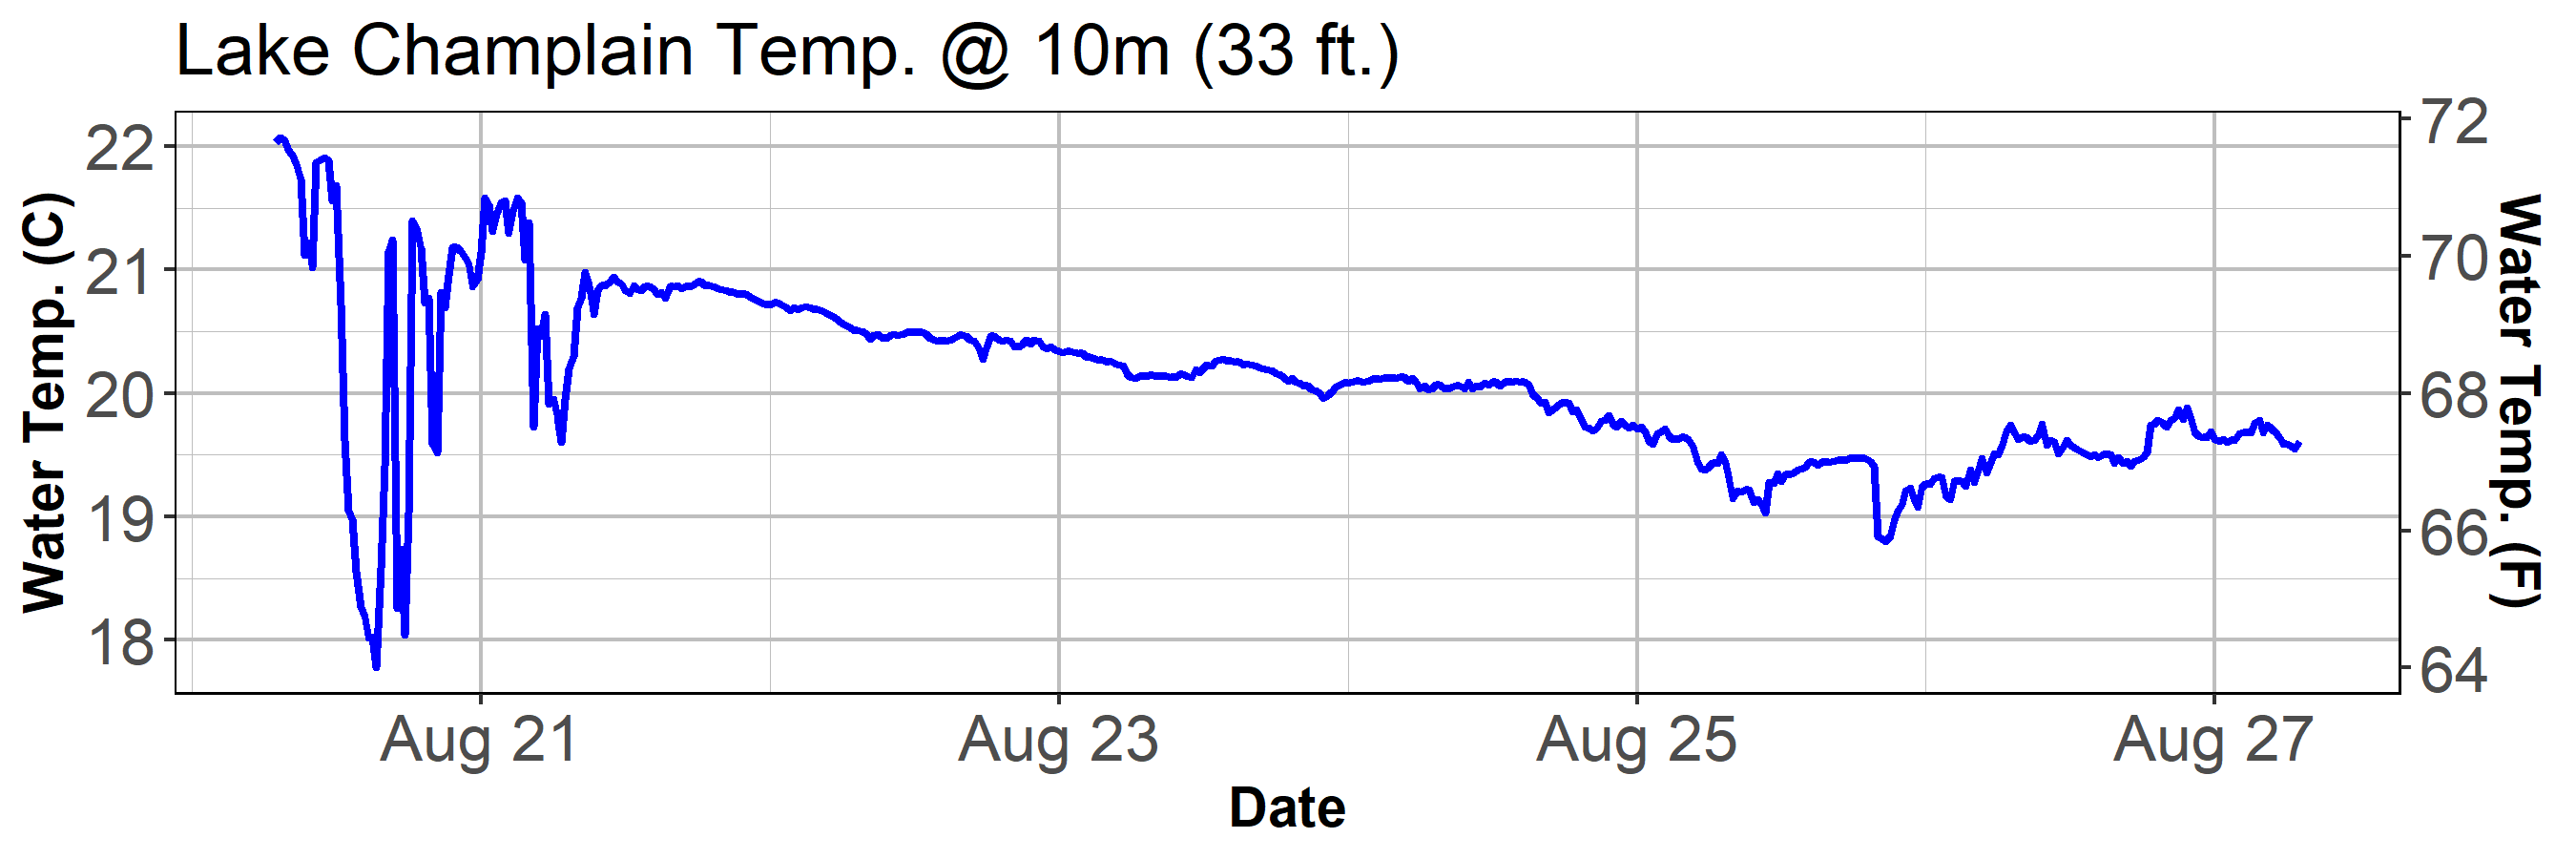 Lake Champlain Temp. @ 10m (33 ft.)
Water Temp. (C)
22
21
20
19
18
72
70
68
66
64
Water Temp. (F)
Aug 21
Aug 23
Aug 25
Aug 27
Date